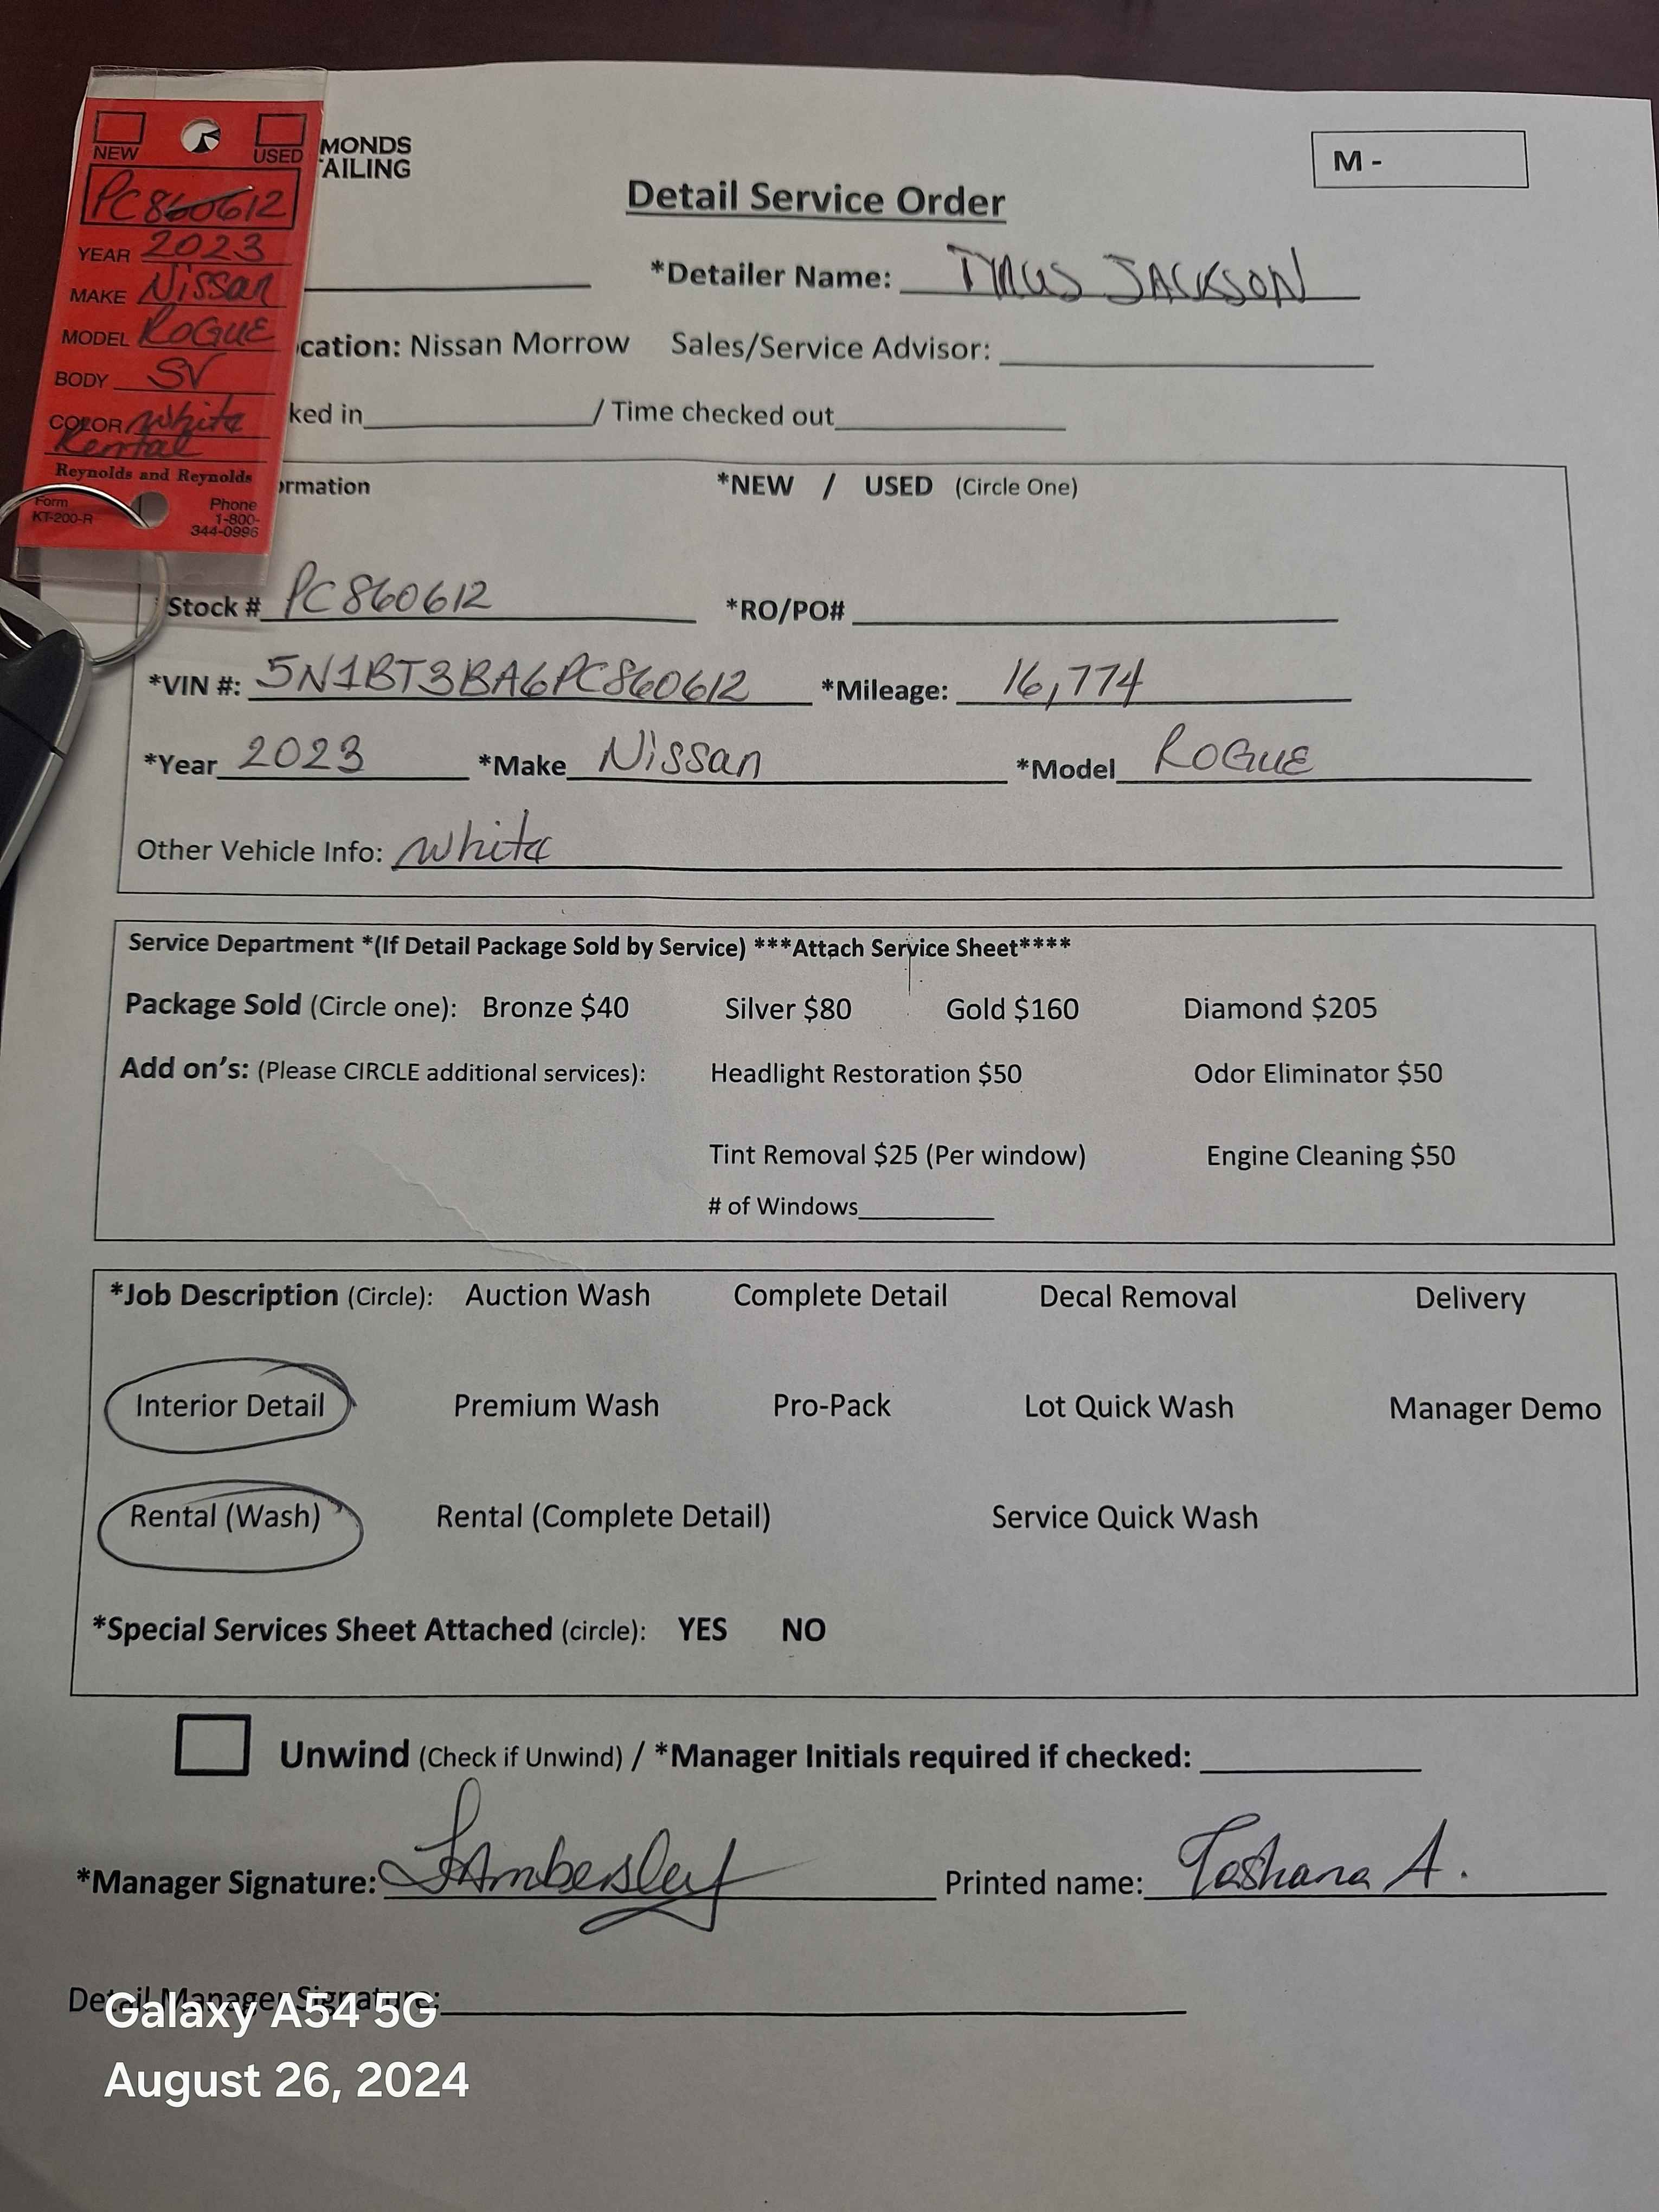 NEW USED
PC860612
YEAR 2023
MAKE Nissan
MODEL ROGUE
BODY SV
COLOR White
Rental
Reynolds and Reynolds
Form
KT-200-R
Phone
1-800-
344-0996
MONDS
AILING
M -
Detail Service Order
*Detailer Name: JACKSON
cation: Nissan Morrow Sales/Service Advisor:
ked in / Time checked out
ormation *NEW / USED (Circle One)
Stock # PC860612 *RO/PO#
*VIN #: 5N1BT3BA6PC860612 *Mileage: 16,774
*Year 2023 *Make Nissan *Model ROGUE
Other Vehicle Info: White
Service Department *(If Detail Package Sold by Service) ***Attach Service Sheet****
Package Sold (Circle one): Bronze $40 Silver $80 Gold $160 Diamond $205
Add on's: (Please CIRCLE additional services): Headlight Restoration $50 Odor Eliminator $50
Tint Removal $25 (Per window) Engine Cleaning $50
# of Windows
*Job Description (Circle): Auction Wash Complete Detail Decal Removal Delivery
Interior Detail Premium Wash Pro-Pack Lot Quick Wash Manager Demo
Rental (Wash) Rental (Complete Detail) Service Quick Wash
*Special Services Sheet Attached (circle): YES NO
Unwind (Check if Unwind) / *Manager Initials required if checked:
*Manager Signature: Printed name: Tashana A.
Detail Manager Signature:
Galaxy A54 5G
August 26, 2024